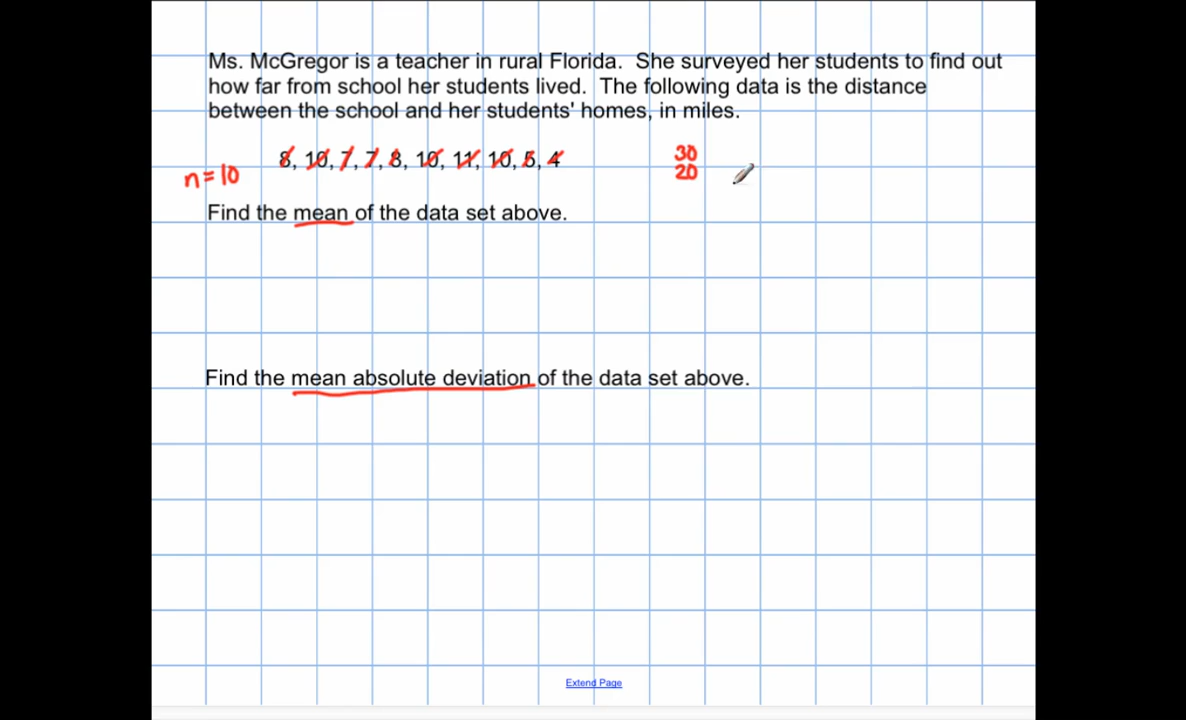 Ms. McGregor is a teacher in rural Florida. She surveyed her students to find out
how far from school her students lived. The following data is the distance
between the school and her students' homes, in miles.
8, 10, 7, 7, 8, 10, 11, 10, 5, 4
30
20
n=10
Find the mean of the data set above.
Find the mean absolute deviation of the data set above.
Extend Page